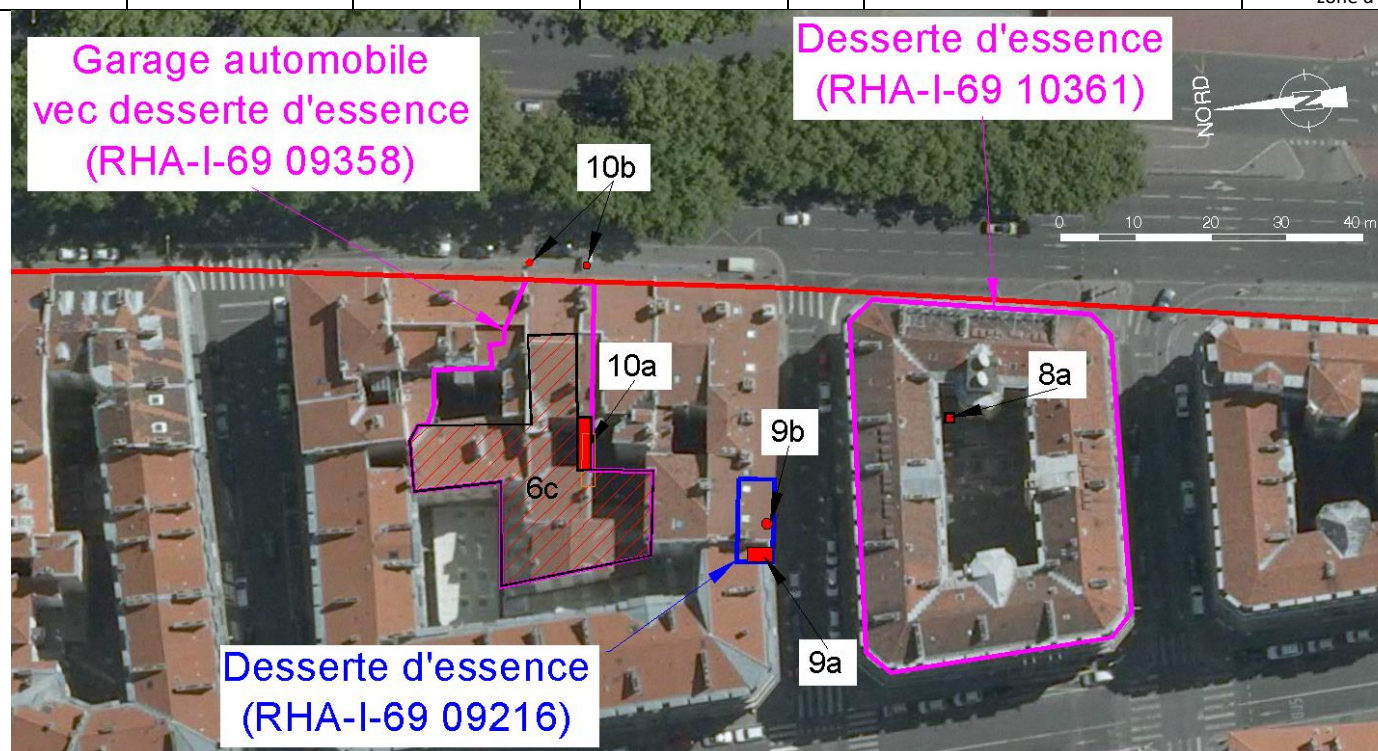 Garage automobile
vec desserte d'essence
(RHA-I-69 09358)
Desserte d'essence
(RHA-I-69 10361)
NORD
N
0 10 20 30 40 m
10b
10a
8a
9b
6c
9a
Desserte d'essence
(RHA-I-69 09216)